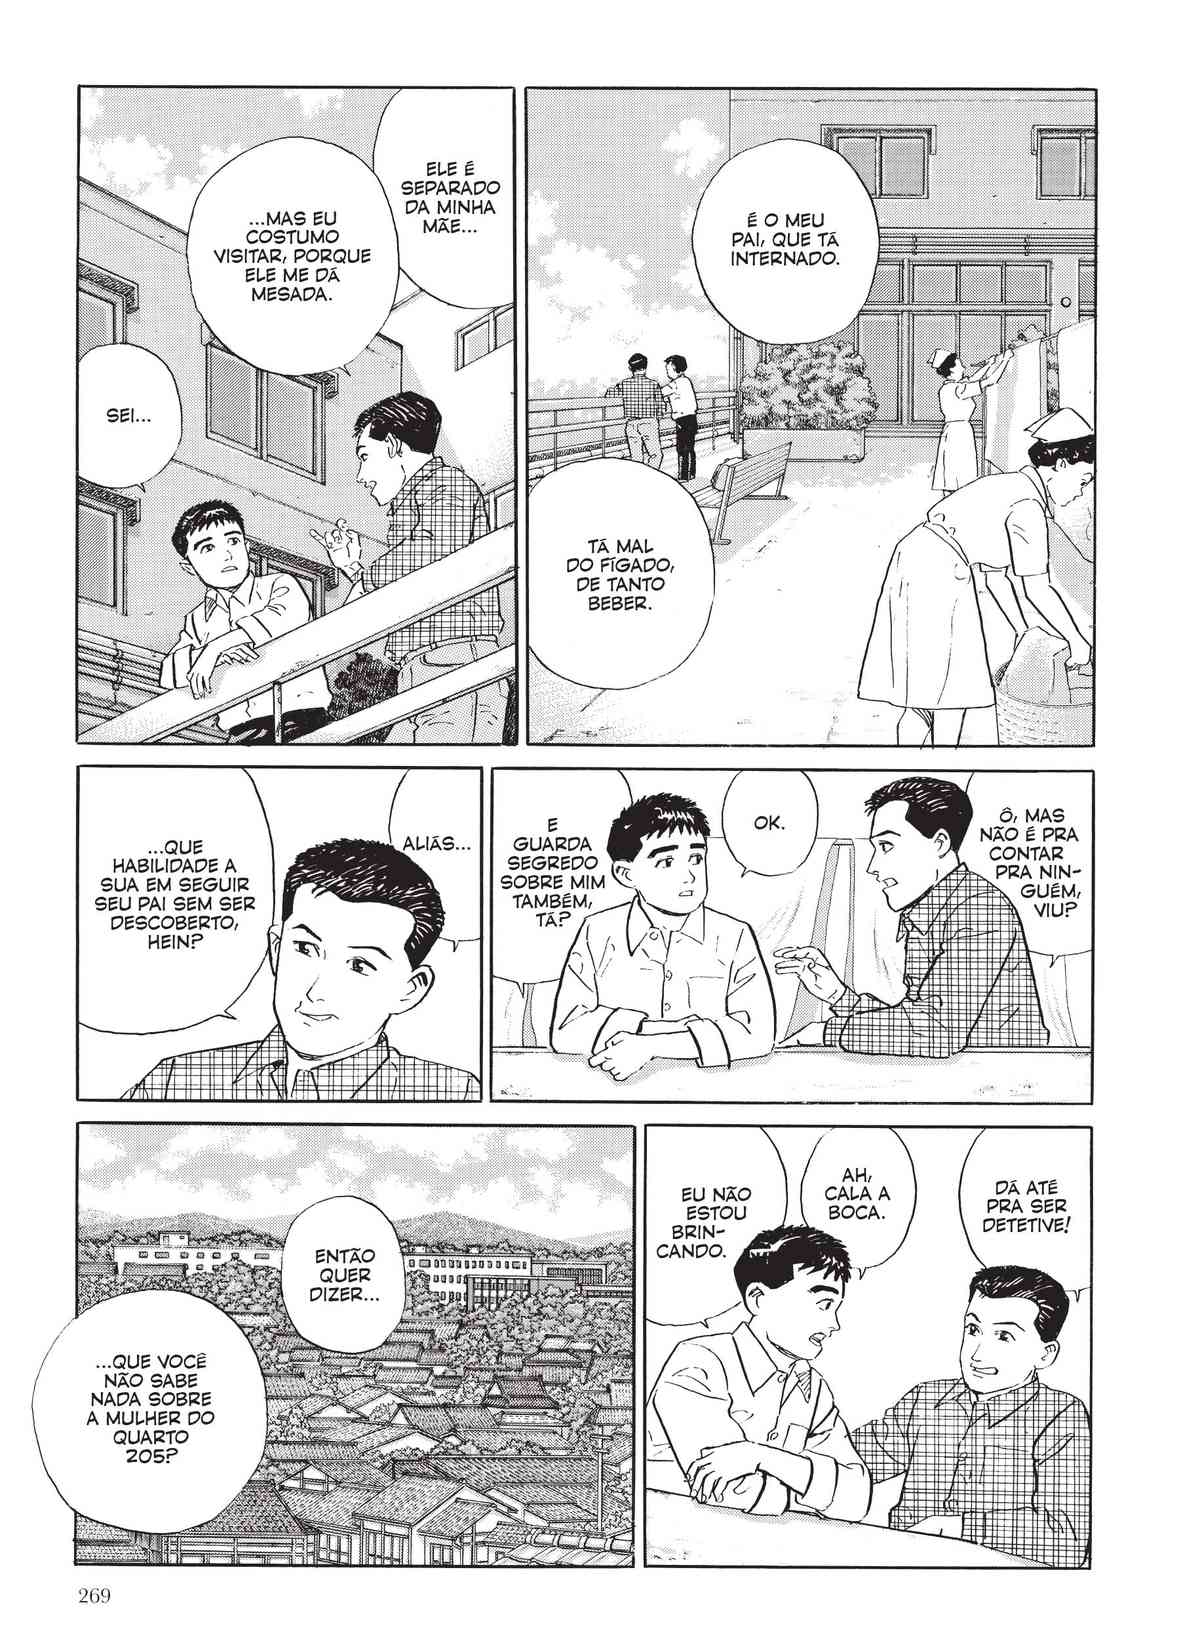 É O MEU
PAI, QUE TÁ
INTERNADO.
TÁ MAL
DO FÍGADO,
DE TANTO
BEBER.
ELE É
SEPARADO
DA MINHA
MÃE...
...MAS EU
COSTUMO
VISITAR, PORQUE
ELE ME DÁ
MESADA.
SEI...
Ô, MAS
NÃO É PRA
CONTAR
PRA NIN-
GUÉM,
VIU?
OK.
E
GUARDA
SEGREDO
SOBRE MIM
TAMBÉM,
TÁ?
ALIÁS...
...QUE
HABILIDADE A
SUA EM SEGUIR
SEU PAI SEM SER
DESCOBERTO,
HEIN?
DÁ ATÉ
PRA SER
DETETIVE!
AH,
CALA A
BOCA.
EU NÃO
ESTOU
BRIN-
CANDO.
ENTÃO
QUER
DIZER...
...QUE VOCÊ
NÃO SABE
NADA SOBRE
A MULHER DO
QUARTO
205?
269